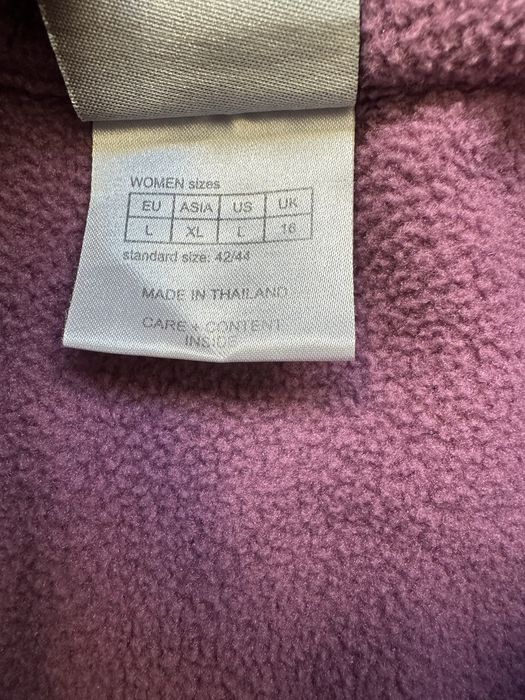 WOMEN sizes
EU ASIA US UK
L XL L 16
standard size: 42/44
MADE IN THAILAND
CARE + CONTENT
INSIDE